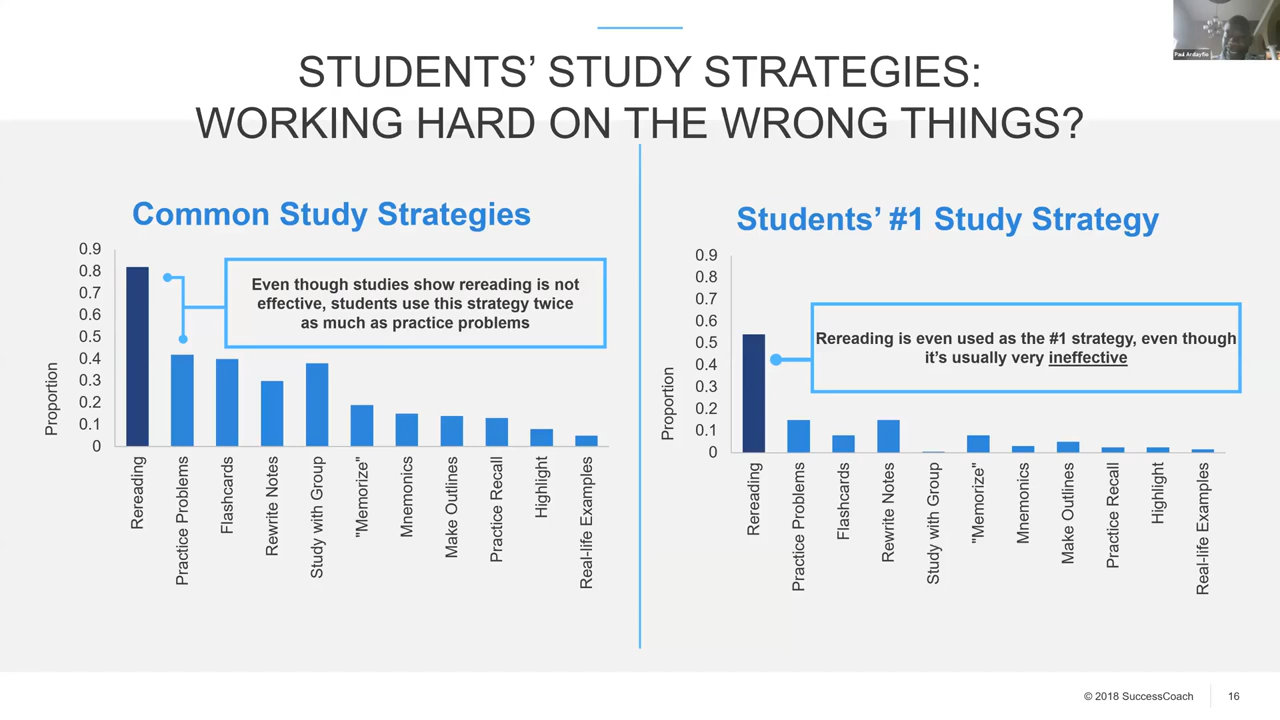 Paul Ardayfio
STUDENTS’ STUDY STRATEGIES:
WORKING HARD ON THE WRONG THINGS?
Common Study Strategies
0.9
0.8
0.7
0.6
0.5
0.4
0.3
0.2
0.1
0
Proportion
Even though studies show rereading is not
effective, students use this strategy twice
as much as practice problems
Rereading
Practice Problems
Flashcards
Rewrite Notes
Study with Group
"Memorize"
Mnemonics
Make Outlines
Practice Recall
Highlight
Real-life Examples
Students’ #1 Study Strategy
0.9
0.8
0.7
0.6
0.5
0.4
0.3
0.2
0.1
0
Proportion
Rereading is even used as the #1 strategy, even though
it’s usually very ineffective
Rereading
Practice Problems
Flashcards
Rewrite Notes
Study with Group
"Memorize"
Mnemonics
Make Outlines
Practice Recall
Highlight
Real-life Examples
© 2018 SuccessCoach
16